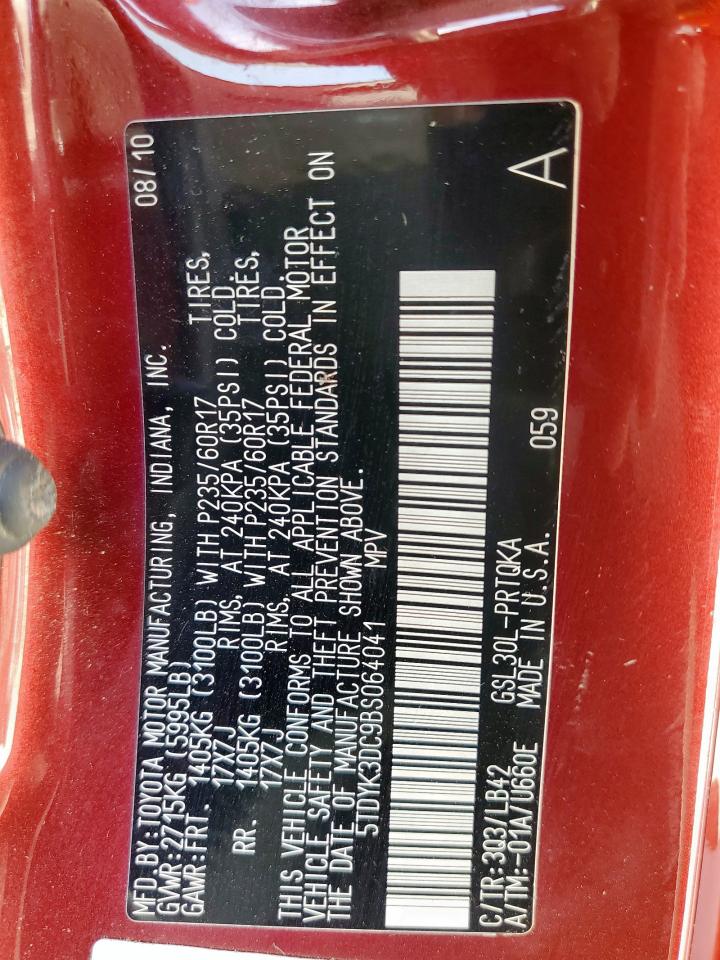 MFD.BY:TOYOTA MOTOR MANUFACTURING, INDIANA, INC. 08/10
GVWR:2715KG (5995LB)
GAWR:FRT. 1405KG (3100LB) WITH P235/60R17 TIRES,
17X7J RIMS, AT 240KPA (35PSI) COLD.
RR. 1405KG (3100LB) WITH P235/60R17 TIRES,
17X7J RIMS, AT 240KPA (35PSI) COLD.
THIS VEHICLE CONFORMS TO ALL APPLICABLE FEDERAL MOTOR
VEHICLE SAFETY AND THEFT PREVENTION STANDARDS IN EFFECT ON
THE DATE OF MANUFACTURE SHOWN ABOVE.
5TDYK3DC9BS064041 MPV
C/TR:3Q3/LB42 GSL30L-PRTQKA 059 A
A/TM:-01A/U660E MADE IN U.S.A.